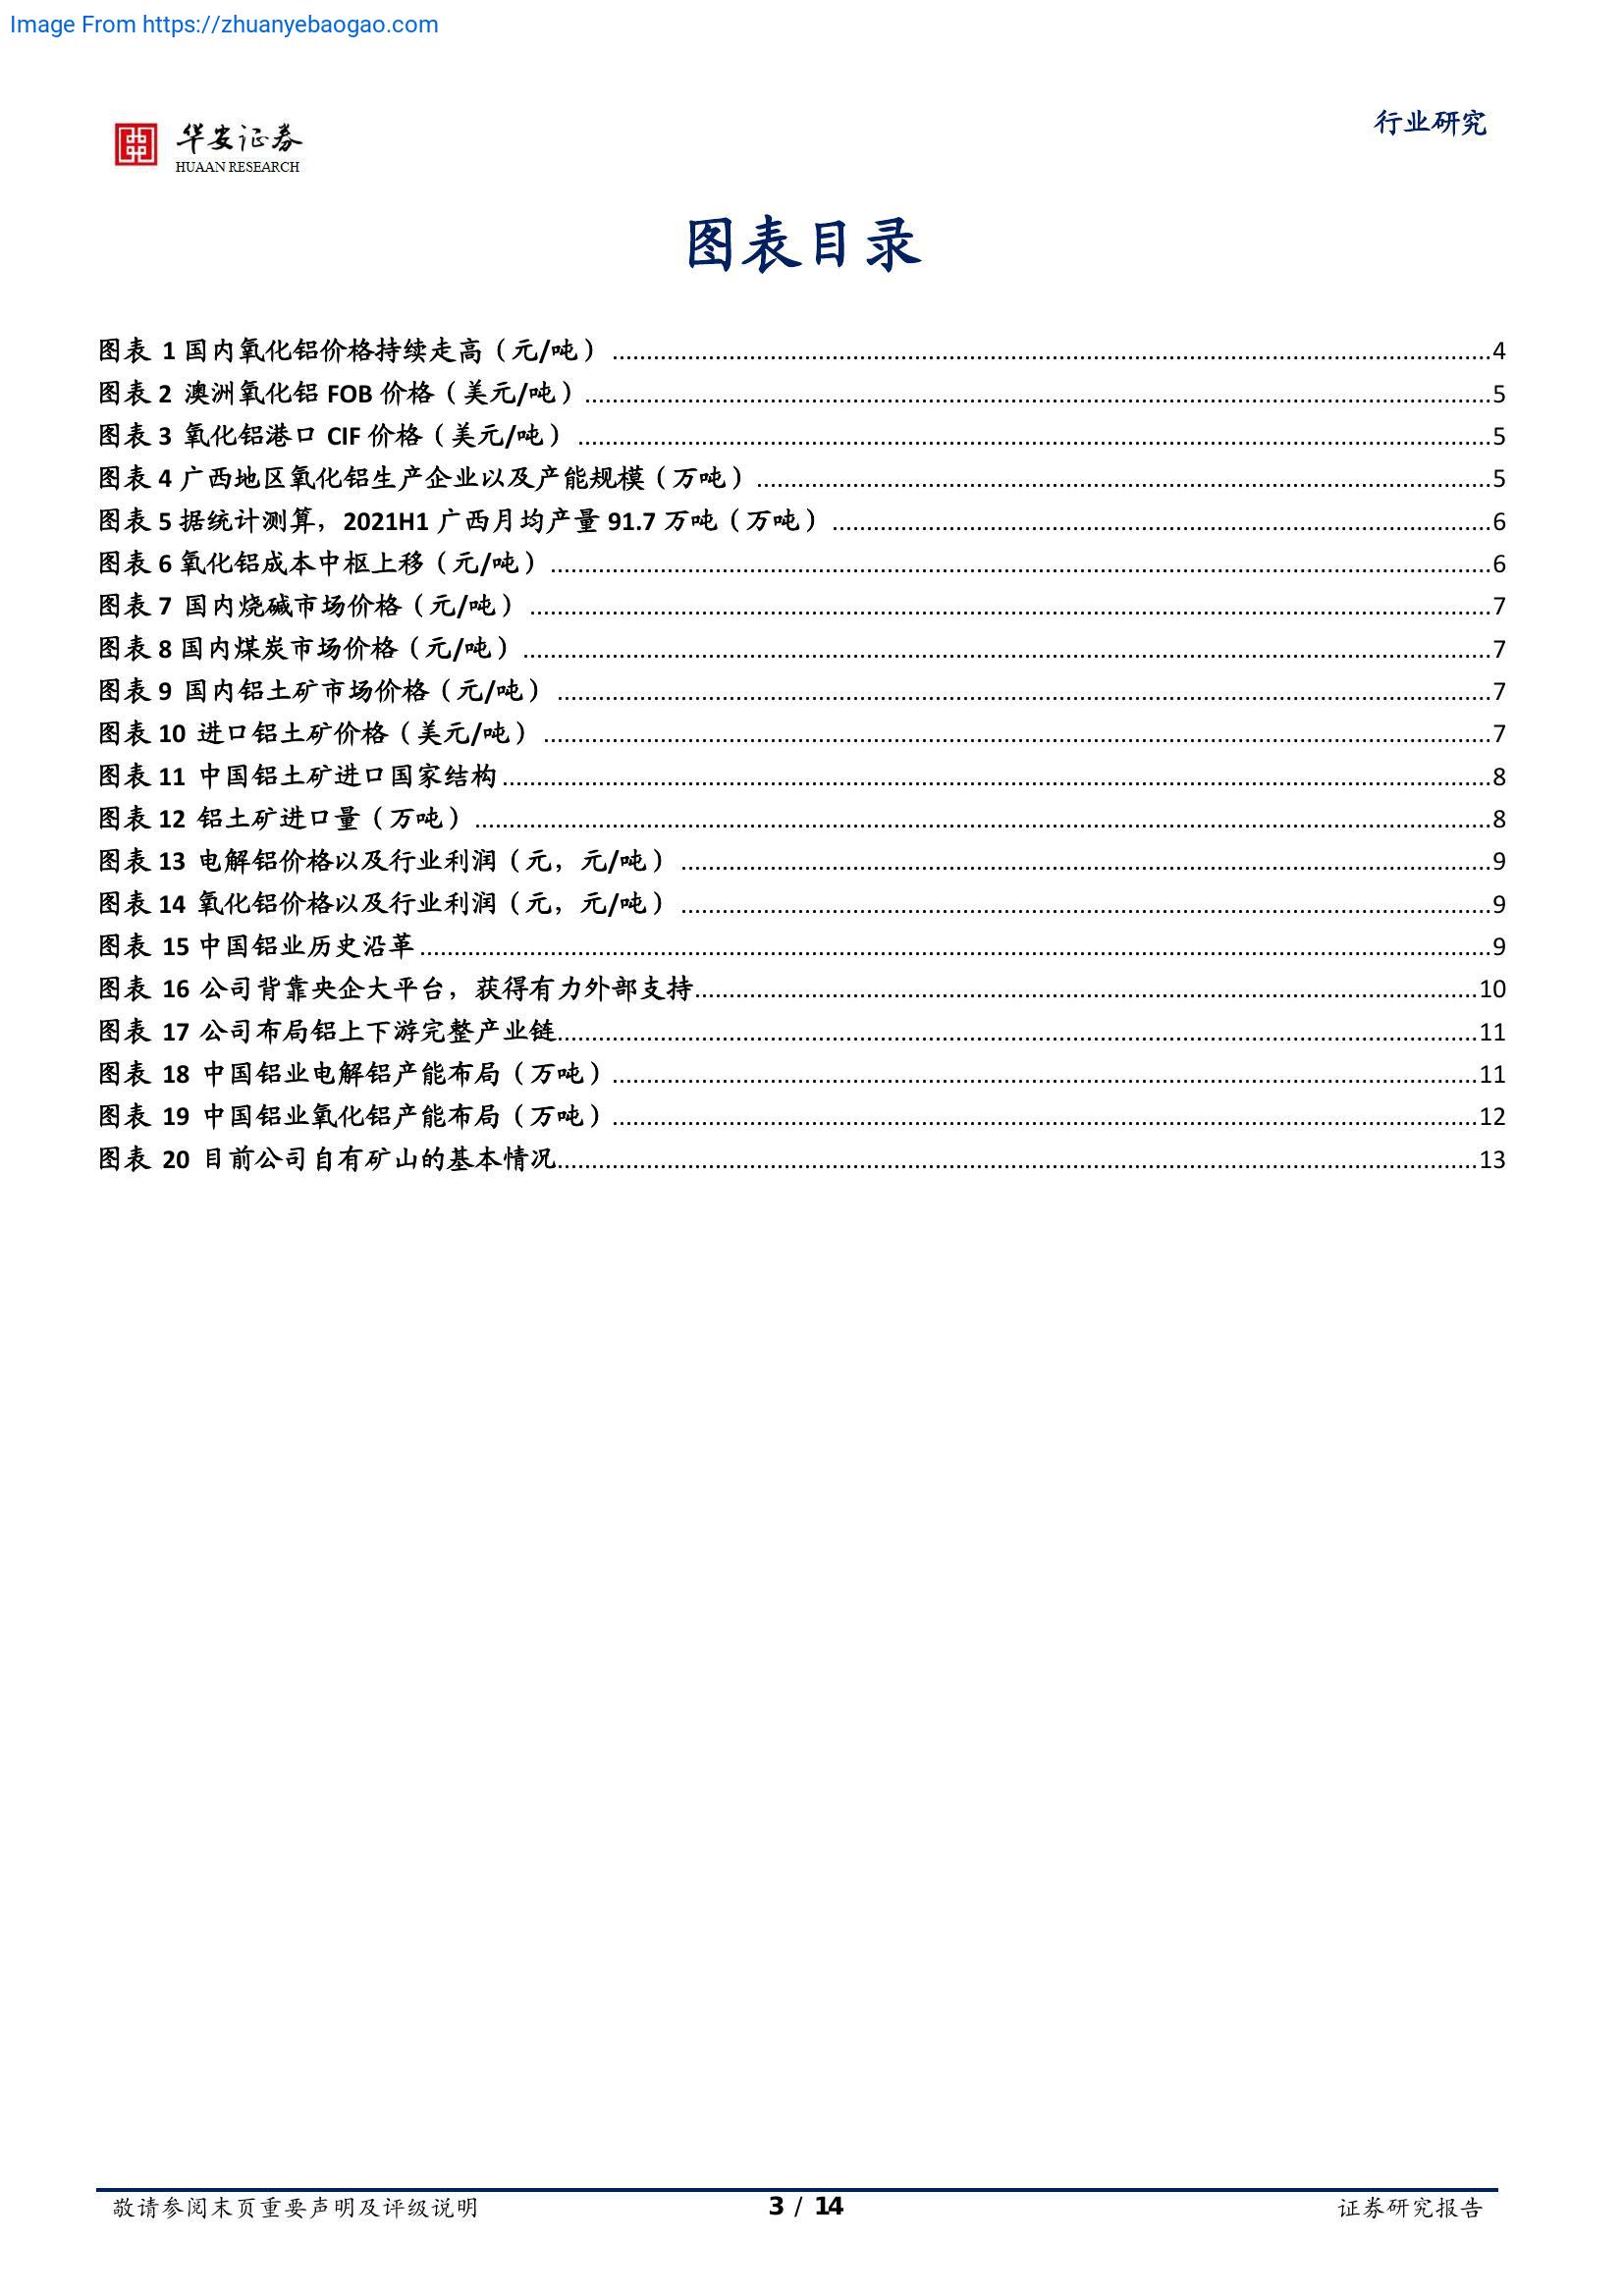 Image From https://zhuanyebaogao.com
华安证券
HUAAN RESEARCH
行业研究
图表目录
图表 1 国内氧化铝价格持续走高（元/吨）....................4
图表 2 澳洲氧化铝 FOB 价格（美元/吨）....................5
图表 3 氧化铝港口 CIF 价格（美元/吨）....................5
图表 4 广西地区氧化铝生产企业以及产能规模（万吨）....................5
图表 5 据统计测算，2021H1 广西月均产量 91.7 万吨（万吨）....................6
图表 6 氧化铝成本中枢上移（元/吨）....................6
图表 7 国内烧碱市场价格（元/吨）....................7
图表 8 国内煤炭市场价格（元/吨）....................7
图表 9 国内铝土矿市场价格（元/吨）....................7
图表 10 进口铝土矿价格（美元/吨）....................7
图表 11 中国铝土矿进口国家结构....................8
图表 12 铝土矿进口量（万吨）....................8
图表 13 电解铝价格以及行业利润（元，元/吨）....................9
图表 14 氧化铝价格以及行业利润（元，元/吨）....................9
图表 15 中国铝业历史沿革....................9
图表 16 公司背靠央企大平台，获得有力外部支持....................10
图表 17 公司布局铝上下游完整产业链....................11
图表 18 中国铝业电解铝产能布局（万吨）....................11
图表 19 中国铝业氧化铝产能布局（万吨）....................12
图表 20 目前公司自有矿山的基本情况....................13
敬请参阅末页重要声明及评级说明
3 / 14
证券研究报告